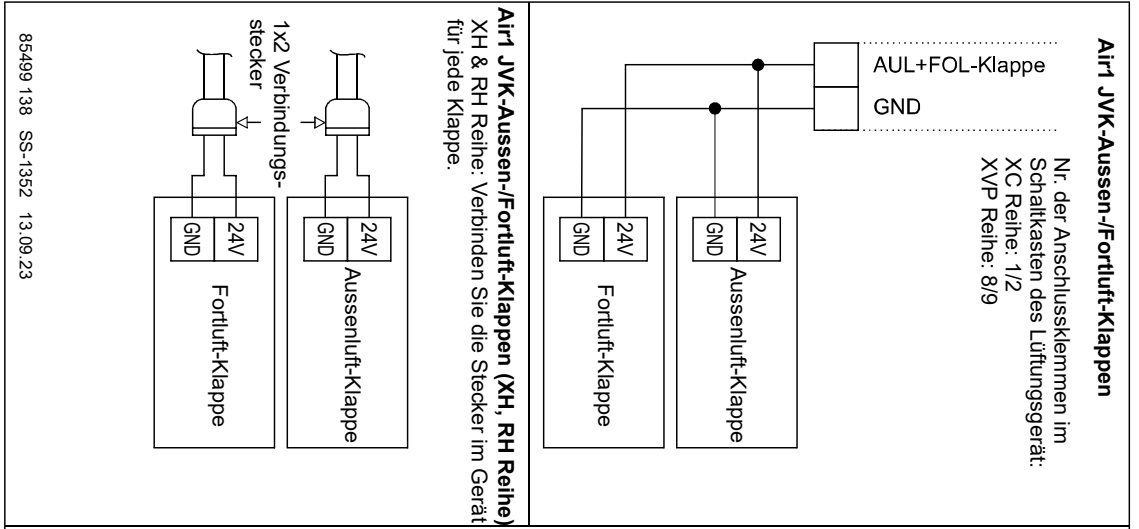 Air1 JVK-Aussen-/Fortluft-Klappen
Nr. der Anschlussklemmen im
Schaltkasten des Lüftungsgerät:
XC Reihe: 1/2
XVP Reihe: 8/9
AUL+FOL-Klappe
GND
24V
GND
Aussenluft-Klappe
24V
GND
Fortluft-Klappe
Air1 JVK-Aussen-/Fortluft-Klappen (XH, RH Reihe)
XH & RH Reihe: Verbinden Sie die Stecker im Gerät
für jede Klappe.
1x2 Verbindungs-
stecker
24V
GND
Aussenluft-Klappe
24V
GND
Fortluft-Klappe
85499 138 SS-1352 13.09.23